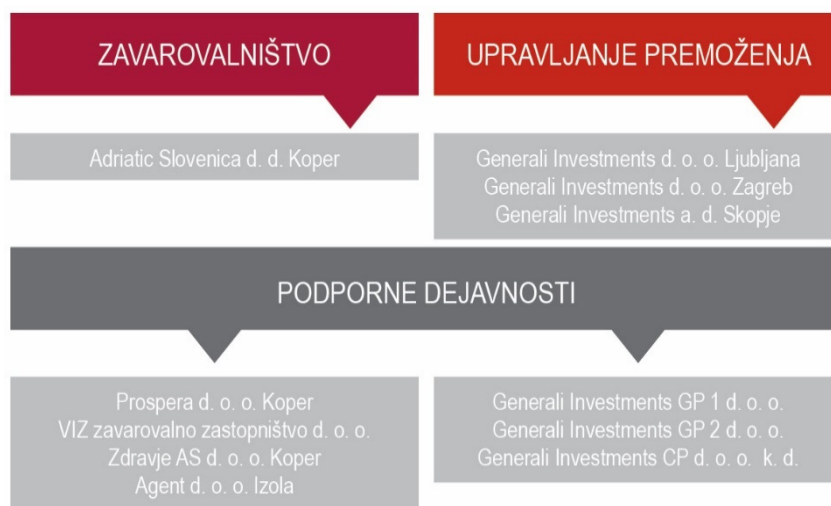 ZAVAROVALNIŠTVO
Adriatic Slovenica d. d. Koper
UPRAVLJANJE PREMOŽENJA
Generali Investments d. o. o. Ljubljana
Generali Investments d. o. o. Zagreb
Generali Investments a. d. Skopje
PODPORNE DEJAVNOSTI
Prospera d. o. o. Koper
VIZ zavarovalno zastopništvo d. o. o.
Zdravje AS d. o. o. Koper
Agent d. o. o. Izola
Generali Investments GP 1 d. o. o.
Generali Investments GP 2 d. o. o.
Generali Investments CP d. o. o. k. d.